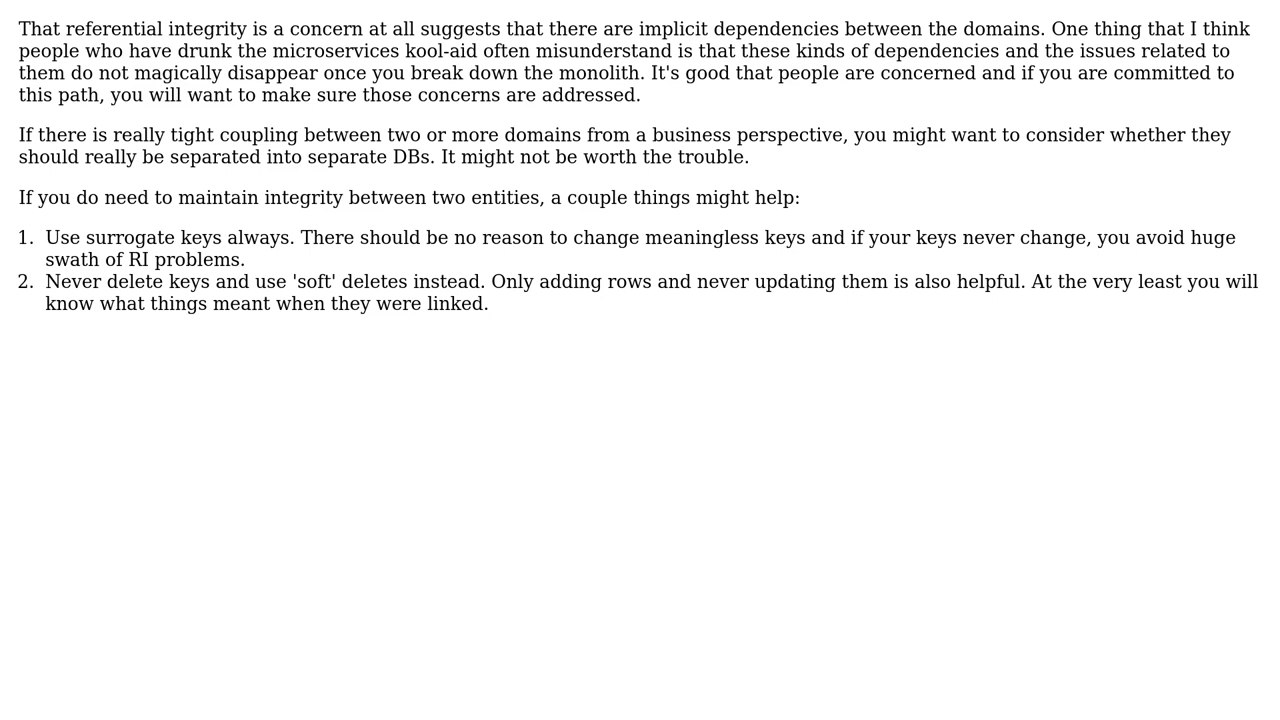 That referential integrity is a concern at all suggests that there are implicit dependencies between the domains. One thing that I think
people who have drunk the microservices kool-aid often misunderstand is that these kinds of dependencies and the issues related to
them do not magically disappear once you break down the monolith. It's good that people are concerned and if you are committed to
this path, you will want to make sure those concerns are addressed.
If there is really tight coupling between two or more domains from a business perspective, you might want to consider whether they
should really be separated into separate DBs. It might not be worth the trouble.
If you do need to maintain integrity between two entities, a couple things might help:
1. Use surrogate keys always. There should be no reason to change meaningless keys and if your keys never change, you avoid huge
swath of RI problems.
2. Never delete keys and use 'soft' deletes instead. Only adding rows and never updating them is also helpful. At the very least you will
know what things meant when they were linked.